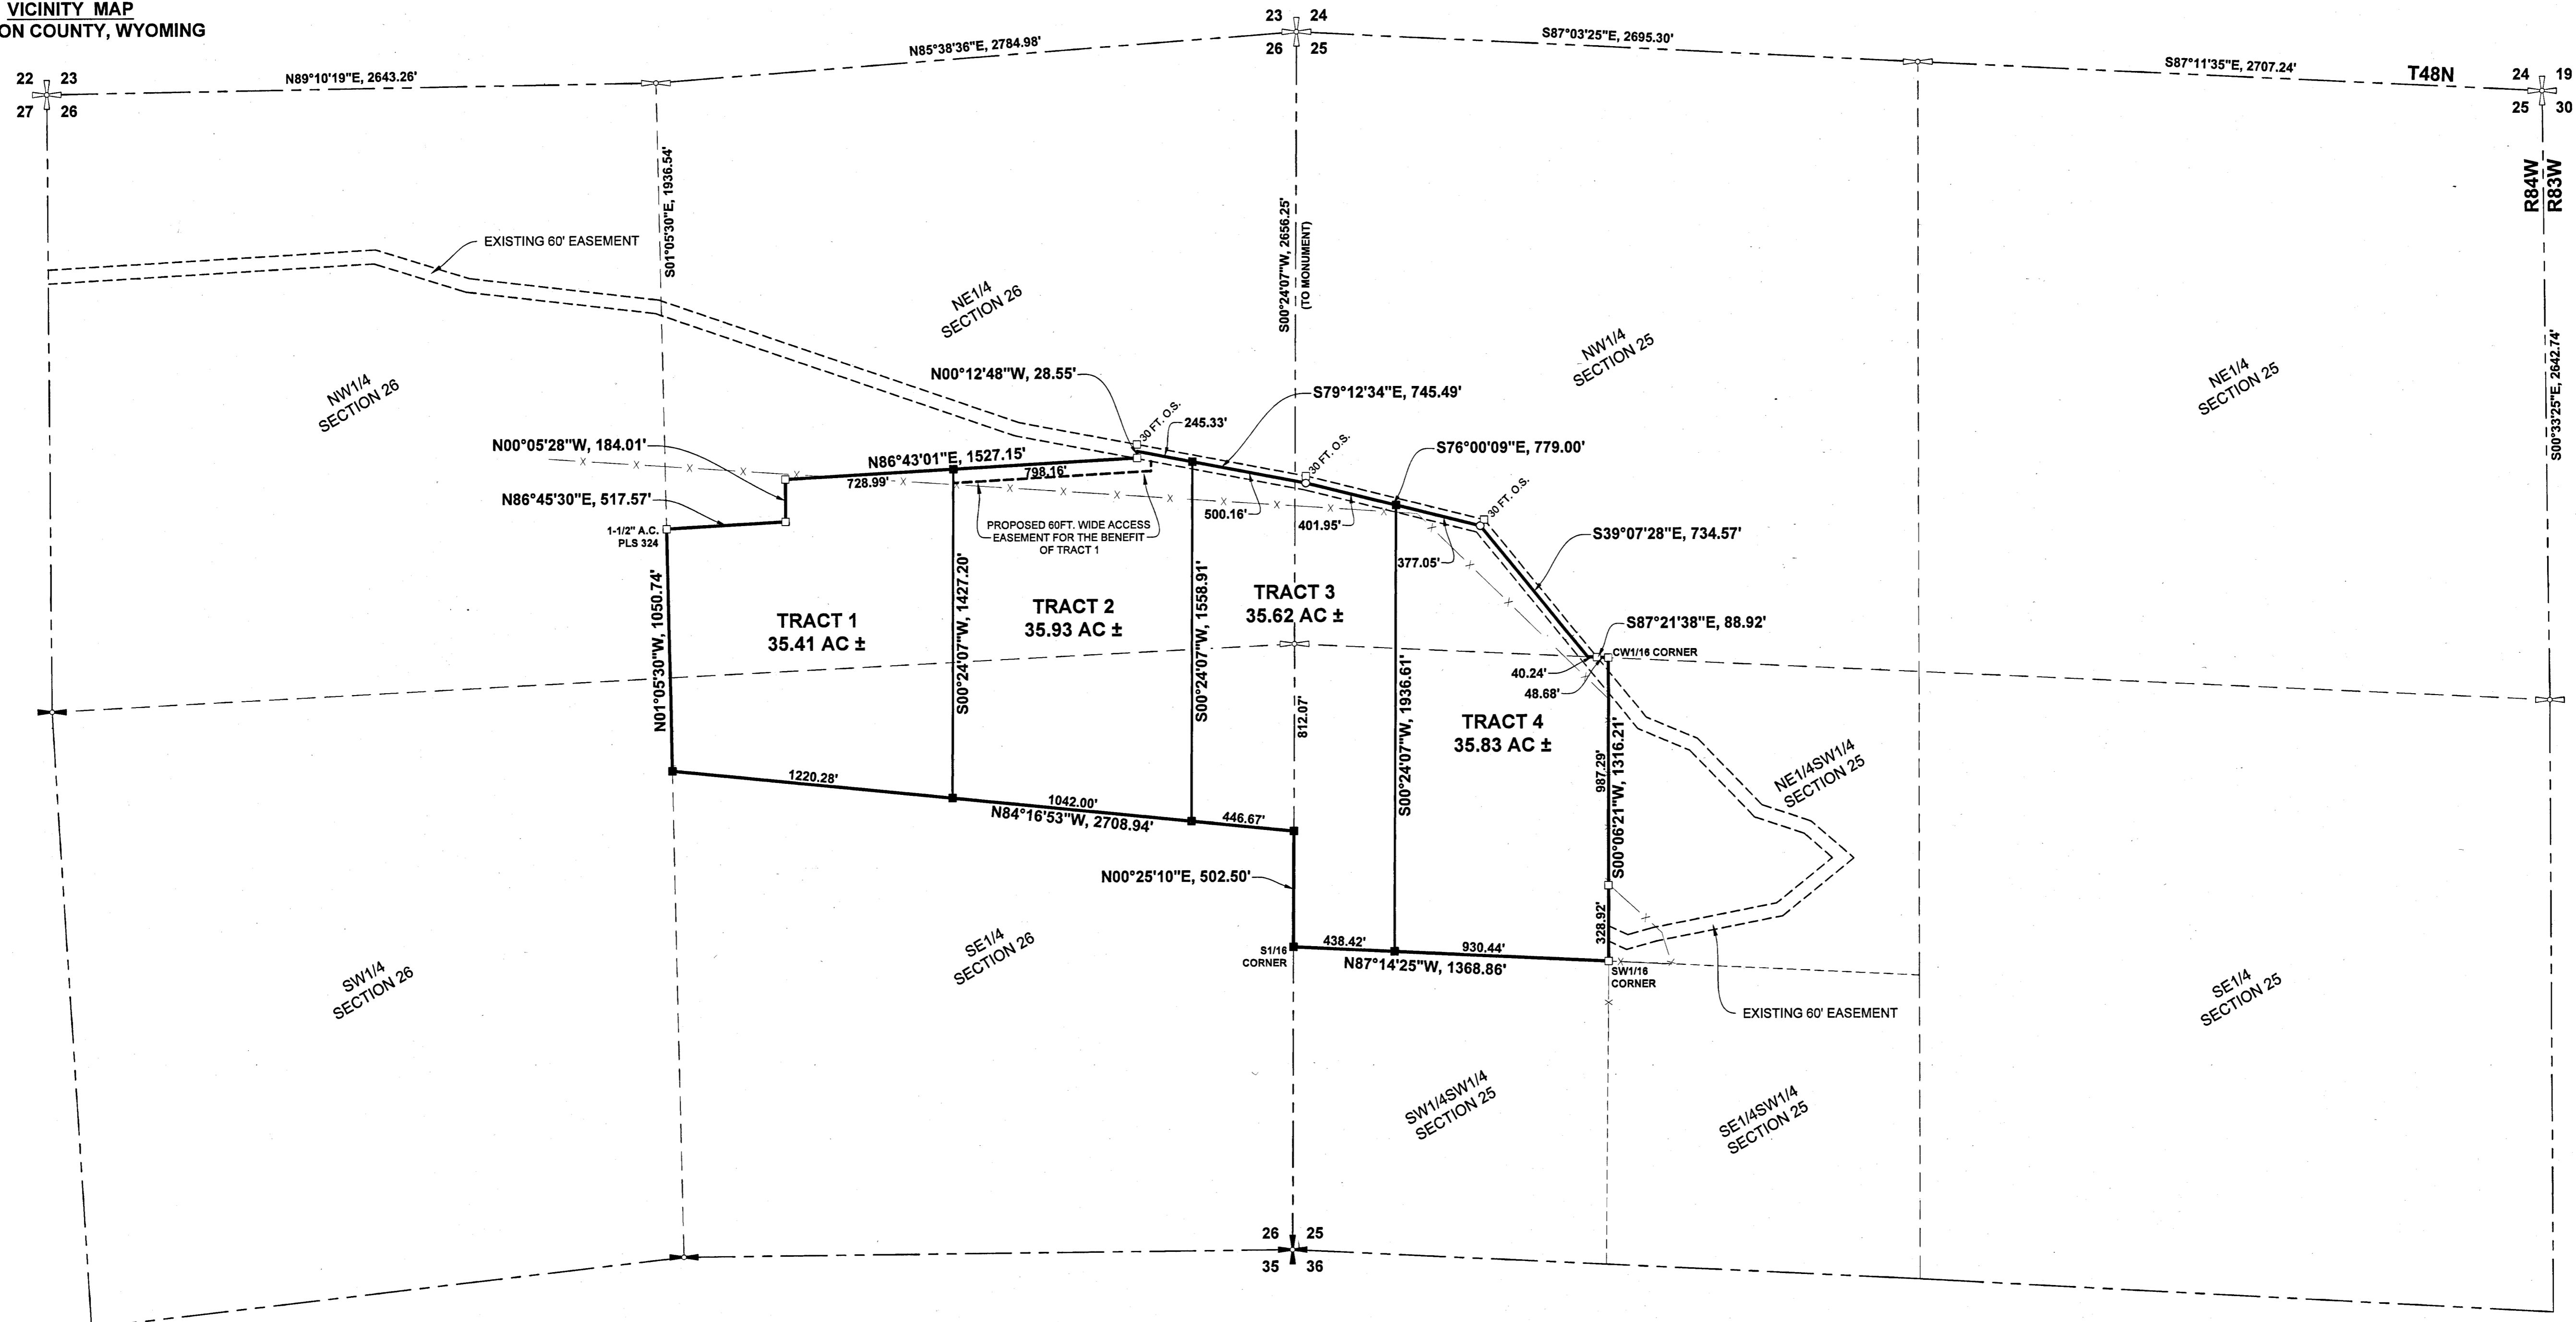 VICINITY MAP
ON COUNTY, WYOMING
22 23
27 26
N89°10'19"E, 2643.26'
N85°38'36"E, 2784.98'
23 24
26 25
S87°03'25"E, 2695.30'
S87°11'35"E, 2707.24'
T48N
24 19
25 30
R84W
R83W
S01°05'30"E, 1936.54'
S00°24'07"W, 2656.25'
(TO MONUMENT)
S00°33'25"E, 2642.74'
EXISTING 60' EASEMENT
NE1/4
SECTION 26
NW1/4
SECTION 26
NW1/4
SECTION 25
NE1/4
SECTION 25
N00°12'48"W, 28.55'
30 FT. O.S.
245.33'
S79°12'34"E, 745.49'
30 FT. O.S.
S76°00'09"E, 779.00'
30 FT. O.S.
N00°05'28"W, 184.01'
N86°43'01"E, 1527.15'
728.99'
798.16'
N86°45'30"E, 517.57'
1-1/2" A.C.
PLS 324
PROPOSED 60FT. WIDE ACCESS
EASEMENT FOR THE BENEFIT
OF TRACT 1
500.16'
401.95'
377.05'
S39°07'28"E, 734.57'
S87°21'38"E, 88.92'
CW1/16 CORNER
40.24'
48.68'
N01°05'30"W, 1050.74'
TRACT 1
35.41 AC ±
S00°24'07"W, 1427.20'
TRACT 2
35.93 AC ±
S00°24'07"W, 1558.91'
TRACT 3
35.62 AC ±
812.07'
S00°24'07"W, 1936.61'
TRACT 4
35.83 AC ±
987.29'
S00°06'21"W, 1316.21'
328.92'
NE1/4SW1/4
SECTION 25
1220.28'
1042.00'
N84°16'53"W, 2708.94'
446.67'
N00°25'10"E, 502.50'
S1/16
CORNER
438.42'
930.44'
N87°14'25"W, 1368.86'
SW1/16
CORNER
EXISTING 60' EASEMENT
SW1/4
SECTION 26
SE1/4
SECTION 26
SE1/4
SECTION 25
SW1/4SW1/4
SECTION 25
SE1/4SW1/4
SECTION 25
26 25
35 36